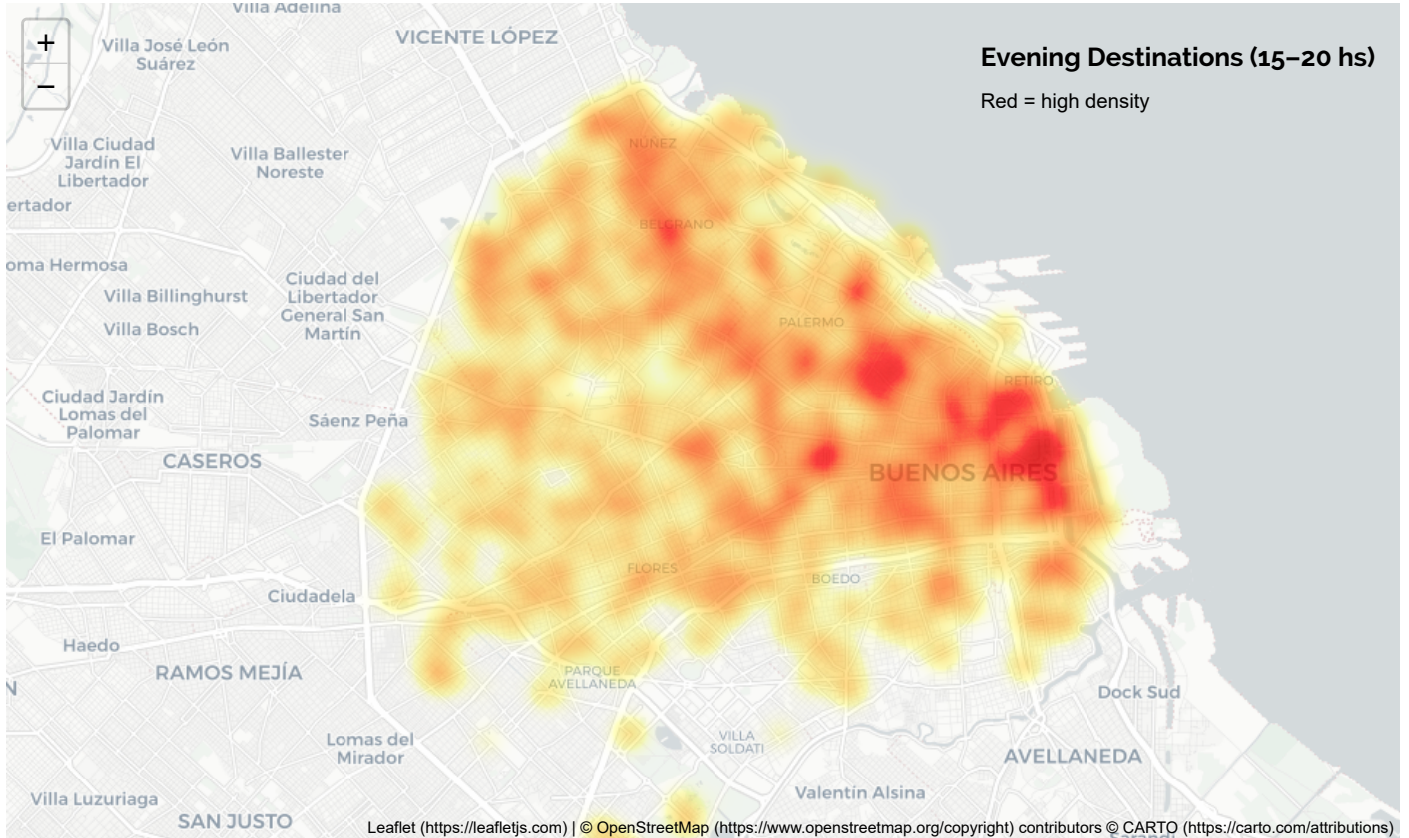 Villa Adelina
+
−
Villa José León
Suárez
VICENTE LÓPEZ
Evening Destinations (15–20 hs)
Red = high density
Villa Ciudad
Jardín El
Libertador
Villa Ballester
Noreste
NÚÑEZ
ertador
BELGRANO
oma Hermosa
Villa Billinghurst
Villa Bosch
Ciudad del
Libertador
General San
Martín
PALERMO
RETIRO
Ciudad Jardín
Lomas del
Palomar
Sáenz Peña
CASEROS
BUENOS AIRES
El Palomar
FLORES
BOEDO
Ciudadela
Haedo
RAMOS MEJÍA
PARQUE
AVELLANEDA
N
Dock Sud
Lomas del
Mirador
VILLA
SOLDATI
AVELLANEDA
Villa Luzuriaga
Valentín Alsina
SAN JUSTO
Sarandí
Leaflet (https://leafletjs.com) | © OpenStreetMap (https://www.openstreetmap.org/copyright) contributors © CARTO (https://carto.com/attributions)